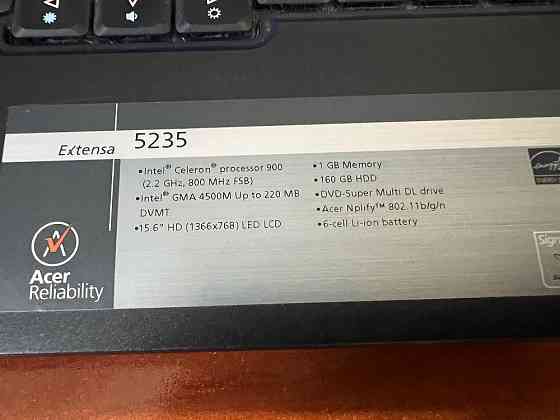 Extensa 5235
•Intel® Celeron® processor 900
(2.2 GHz, 800 MHz FSB)
•Intel® GMA 4500M Up to 220 MB
DVMT
•15.6" HD (1366x768) LED LCD
•1 GB Memory
•160 GB HDD
•DVD-Super Multi DL drive
•Acer Nplify™ 802.11b/g/n
•6-cell Li-ion battery
Acer
Reliability